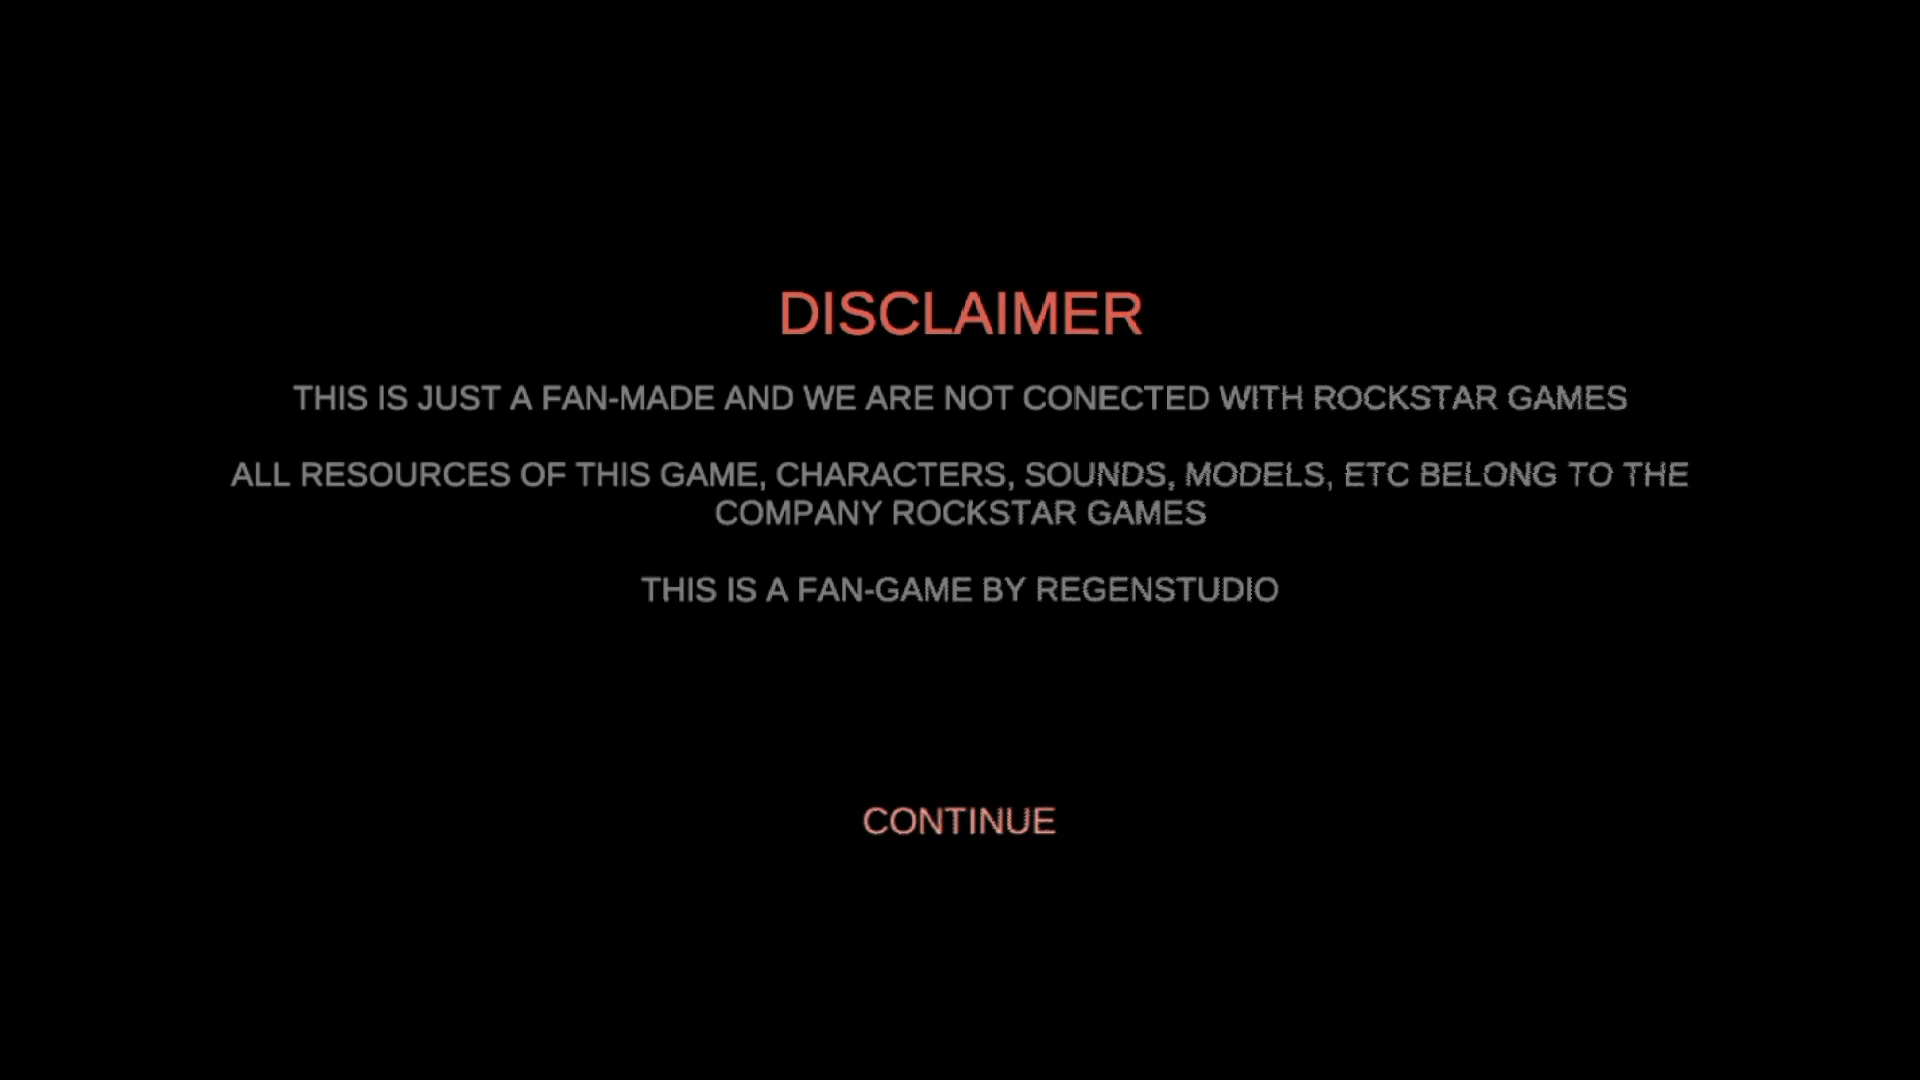 DISCLAIMER
THIS IS JUST A FAN-MADE AND WE ARE NOT CONECTED WITH ROCKSTAR GAMES
ALL RESOURCES OF THIS GAME, CHARACTERS, SOUNDS, MODELS, ETC BELONG TO THE
COMPANY ROCKSTAR GAMES
THIS IS A FAN-GAME BY REGENSTUDIO
CONTINUE